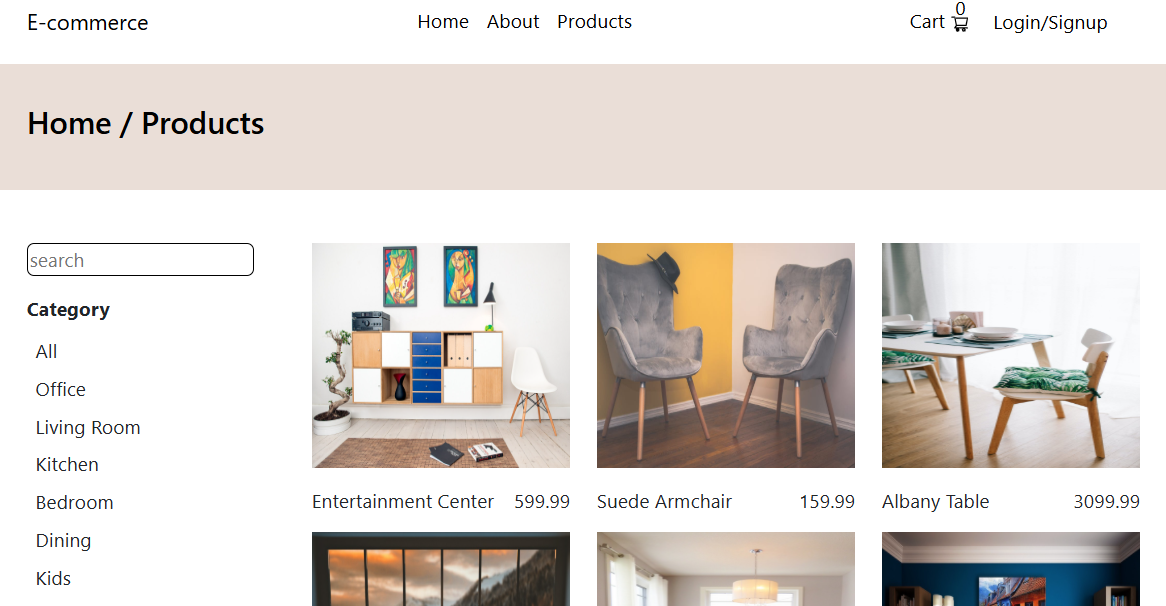 E-commerce
Home About Products
Cart 0
Login/Signup
Home / Products
search
Category
All
Office
Living Room
Kitchen
Bedroom
Dining
Kids
Entertainment Center 599.99
Suede Armchair 159.99
Albany Table 3099.99